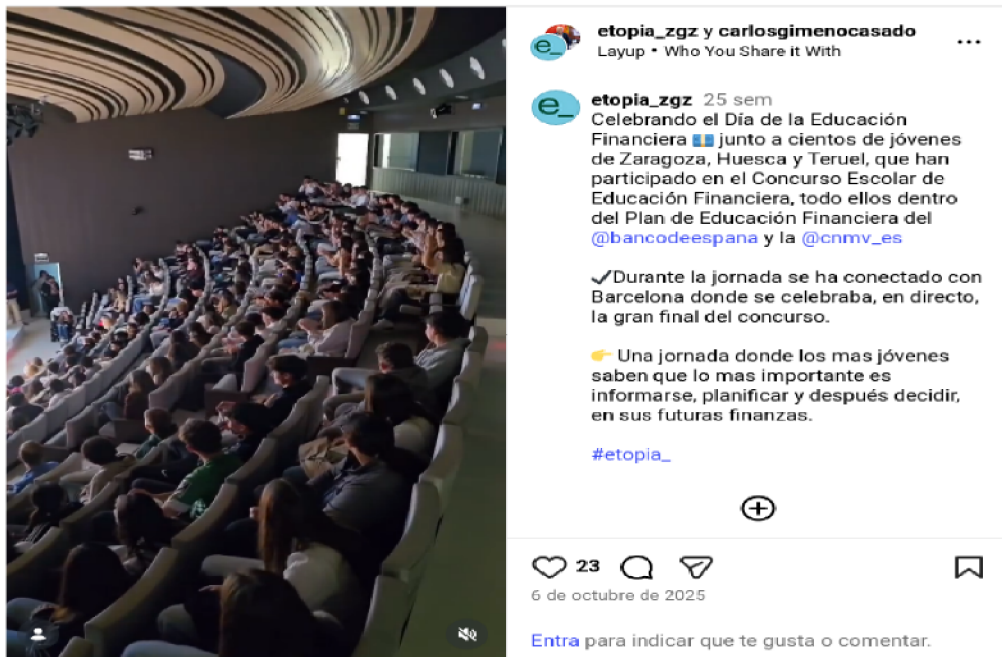 etopia_zgz y carlosgimenocasado
Layup • Who You Share it With
etopia_zgz 25 sem
Celebrando el Día de la Educación
Financiera 💶 junto a cientos de jóvenes
de Zaragoza, Huesca y Teruel, que han
participado en el Concurso Escolar de
Educación Financiera, todo ellos dentro
del Plan de Educación Financiera del
@bancodeespana y la @cnmv_es
✔Durante la jornada se ha conectado con
Barcelona donde se celebraba, en directo,
la gran final del concurso.
👉 Una jornada donde los mas jóvenes
saben que lo mas importante es
informarse, planificar y después decidir,
en sus futuras finanzas.
#etopia_
23
6 de octubre de 2025
Entra para indicar que te gusta o comentar.